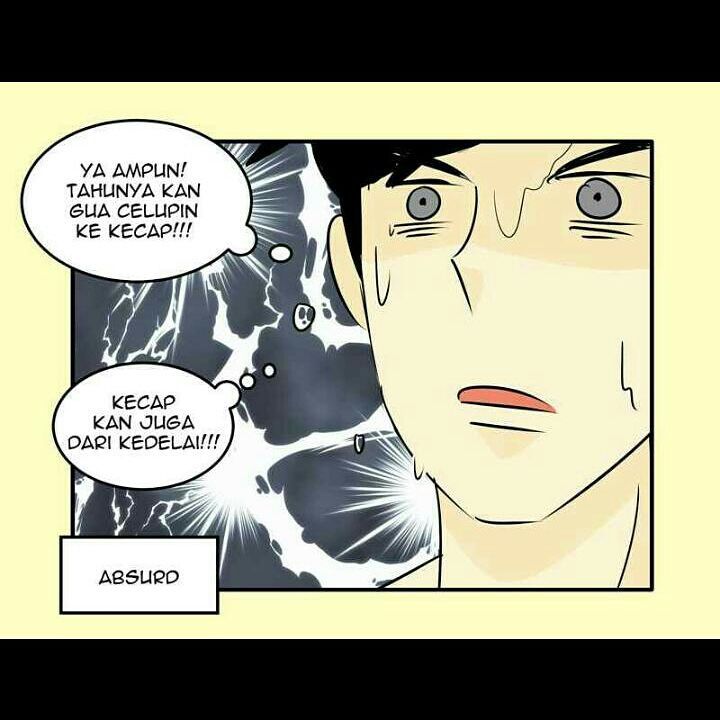 YA AMPUN!
TAHUNYA KAN
GUA CELUPIN
KE KECAP!!!
KECAP
KAN JUGA
DARI KEDELAI!!!
ABSURD